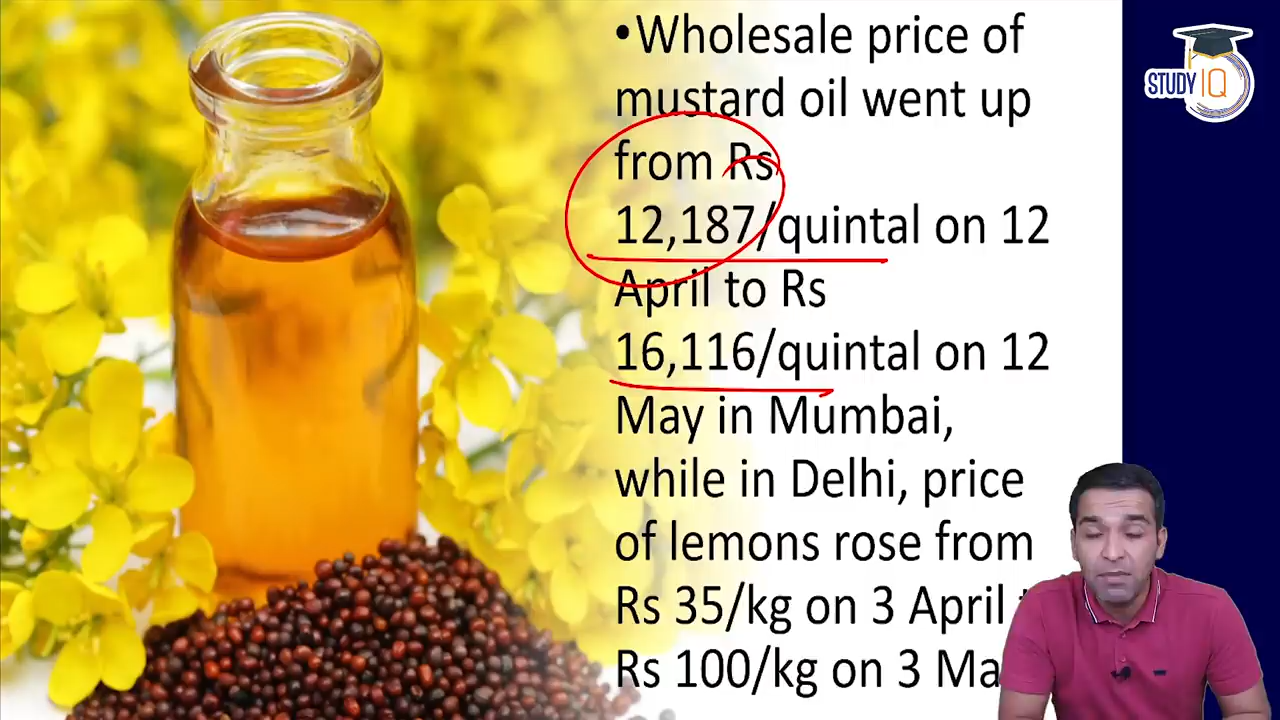 •Wholesale price of
mustard oil went up
from Rs
12,187/quintal on 12
April to Rs
16,116/quintal on 12
May in Mumbai,
while in Delhi, price
of lemons rose from
Rs 35/kg on 3 April
Rs 100/kg on 3
STUDY IQ